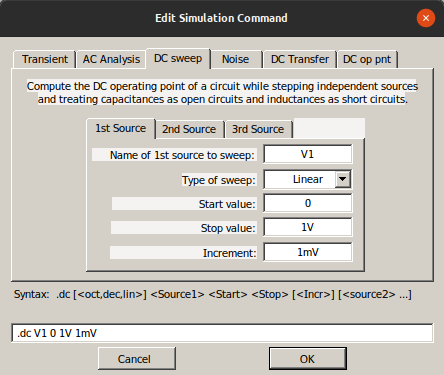 Edit Simulation Command
Transient AC Analysis DC sweep Noise DC Transfer DC op pnt
Compute the DC operating point of a circuit while stepping independent sources
and treating capacitances as open circuits and inductances as short circuits.
1st Source 2nd Source 3rd Source
Name of 1st source to sweep: V1
Type of sweep: Linear
Start value: 0
Stop value: 1V
Increment: 1mV
Syntax: .dc [<oct,dec,lin>] <Source1> <Start> <Stop> [<Incr>] [<source2> ...]
.dc V1 0 1V 1mV
Cancel OK